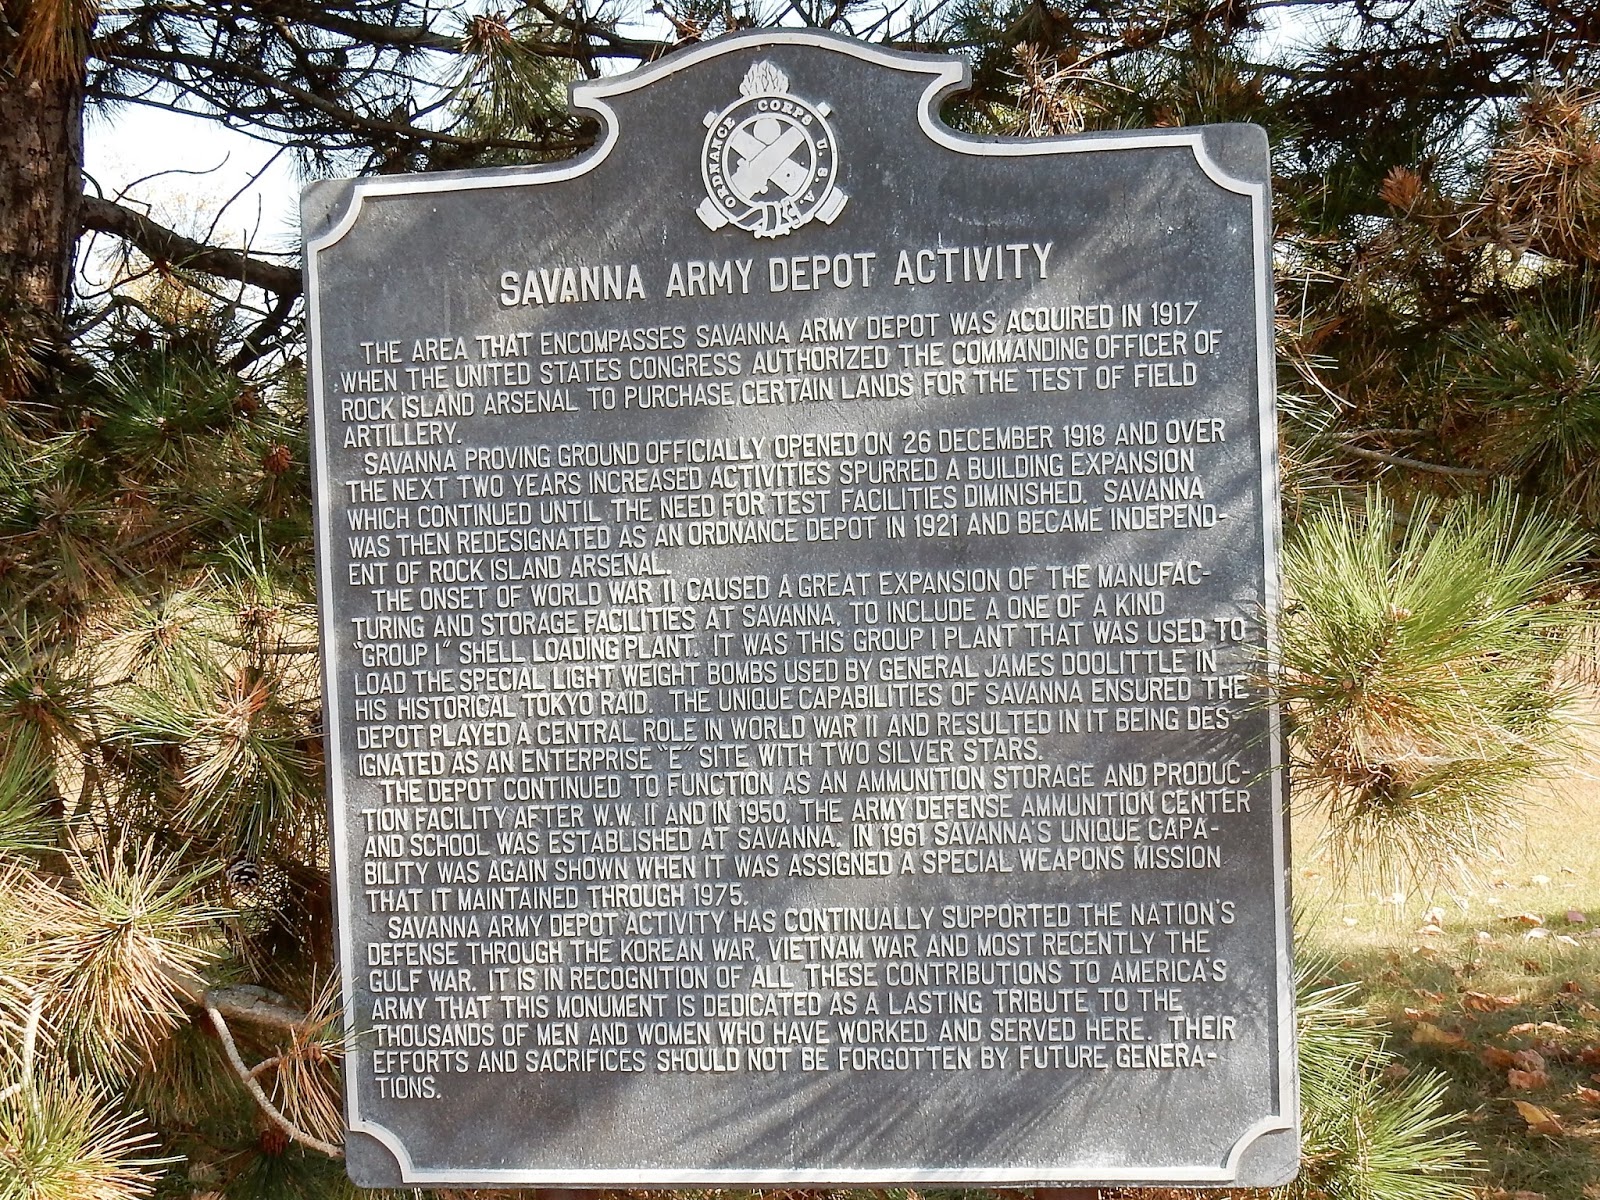 ORDNANCE CORPS U. S. A.
SAVANNA ARMY DEPOT ACTIVITY
THE AREA THAT ENCOMPASSES SAVANNA ARMY DEPOT WAS ACQUIRED IN 1917
WHEN THE UNITED STATES CONGRESS AUTHORIZED THE COMMANDING OFFICER OF
ROCK ISLAND ARSENAL TO PURCHASE CERTAIN LANDS FOR THE TEST OF FIELD
ARTILLERY.
SAVANNA PROVING GROUND OFFICIALLY OPENED ON 26 DECEMBER 1918 AND OVER
THE NEXT TWO YEARS INCREASED ACTIVITIES SPURRED A BUILDING EXPANSION
WHICH CONTINUED UNTIL THE NEED FOR TEST FACILITIES DIMINISHED. SAVANNA
WAS THEN REDESIGNATED AS AN ORDNANCE DEPOT IN 1921 AND BECAME INDEPEND-
ENT OF ROCK ISLAND ARSENAL.
THE ONSET OF WORLD WAR II CAUSED A GREAT EXPANSION OF THE MANUFAC-
TURING AND STORAGE FACILITIES AT SAVANNA, TO INCLUDE A ONE OF A KIND
"GROUP I" SHELL LOADING PLANT. IT WAS THIS GROUP I PLANT THAT WAS USED TO
LOAD THE SPECIAL LIGHT WEIGHT BOMBS USED BY GENERAL JAMES DOOLITTLE IN
HIS HISTORICAL TOKYO RAID. THE UNIQUE CAPABILITIES OF SAVANNA ENSURED THE
DEPOT PLAYED A CENTRAL ROLE IN WORLD WAR II AND RESULTED IN IT BEING DES-
IGNATED AS AN ENTERPRISE "E" SITE WITH TWO SILVER STARS.
THE DEPOT CONTINUED TO FUNCTION AS AN AMMUNITION STORAGE AND PRODUC-
TION FACILITY AFTER W.W. II AND IN 1950, THE ARMY DEFENSE AMMUNITION CENTER
AND SCHOOL WAS ESTABLISHED AT SAVANNA. IN 1961 SAVANNA'S UNIQUE CAPA-
BILITY WAS AGAIN SHOWN WHEN IT WAS ASSIGNED A SPECIAL WEAPONS MISSION
THAT IT MAINTAINED THROUGH 1975.
SAVANNA ARMY DEPOT ACTIVITY HAS CONTINUALLY SUPPORTED THE NATION'S
DEFENSE THROUGH THE KOREAN WAR, VIETNAM WAR AND MOST RECENTLY THE
GULF WAR. IT IS IN RECOGNITION OF ALL THESE CONTRIBUTIONS TO AMERICA'S
ARMY THAT THIS MONUMENT IS DEDICATED AS A LASTING TRIBUTE TO THE
THOUSANDS OF MEN AND WOMEN WHO HAVE WORKED AND SERVED HERE. THEIR
EFFORTS AND SACRIFICES SHOULD NOT BE FORGOTTEN BY FUTURE GENERA-
TIONS.